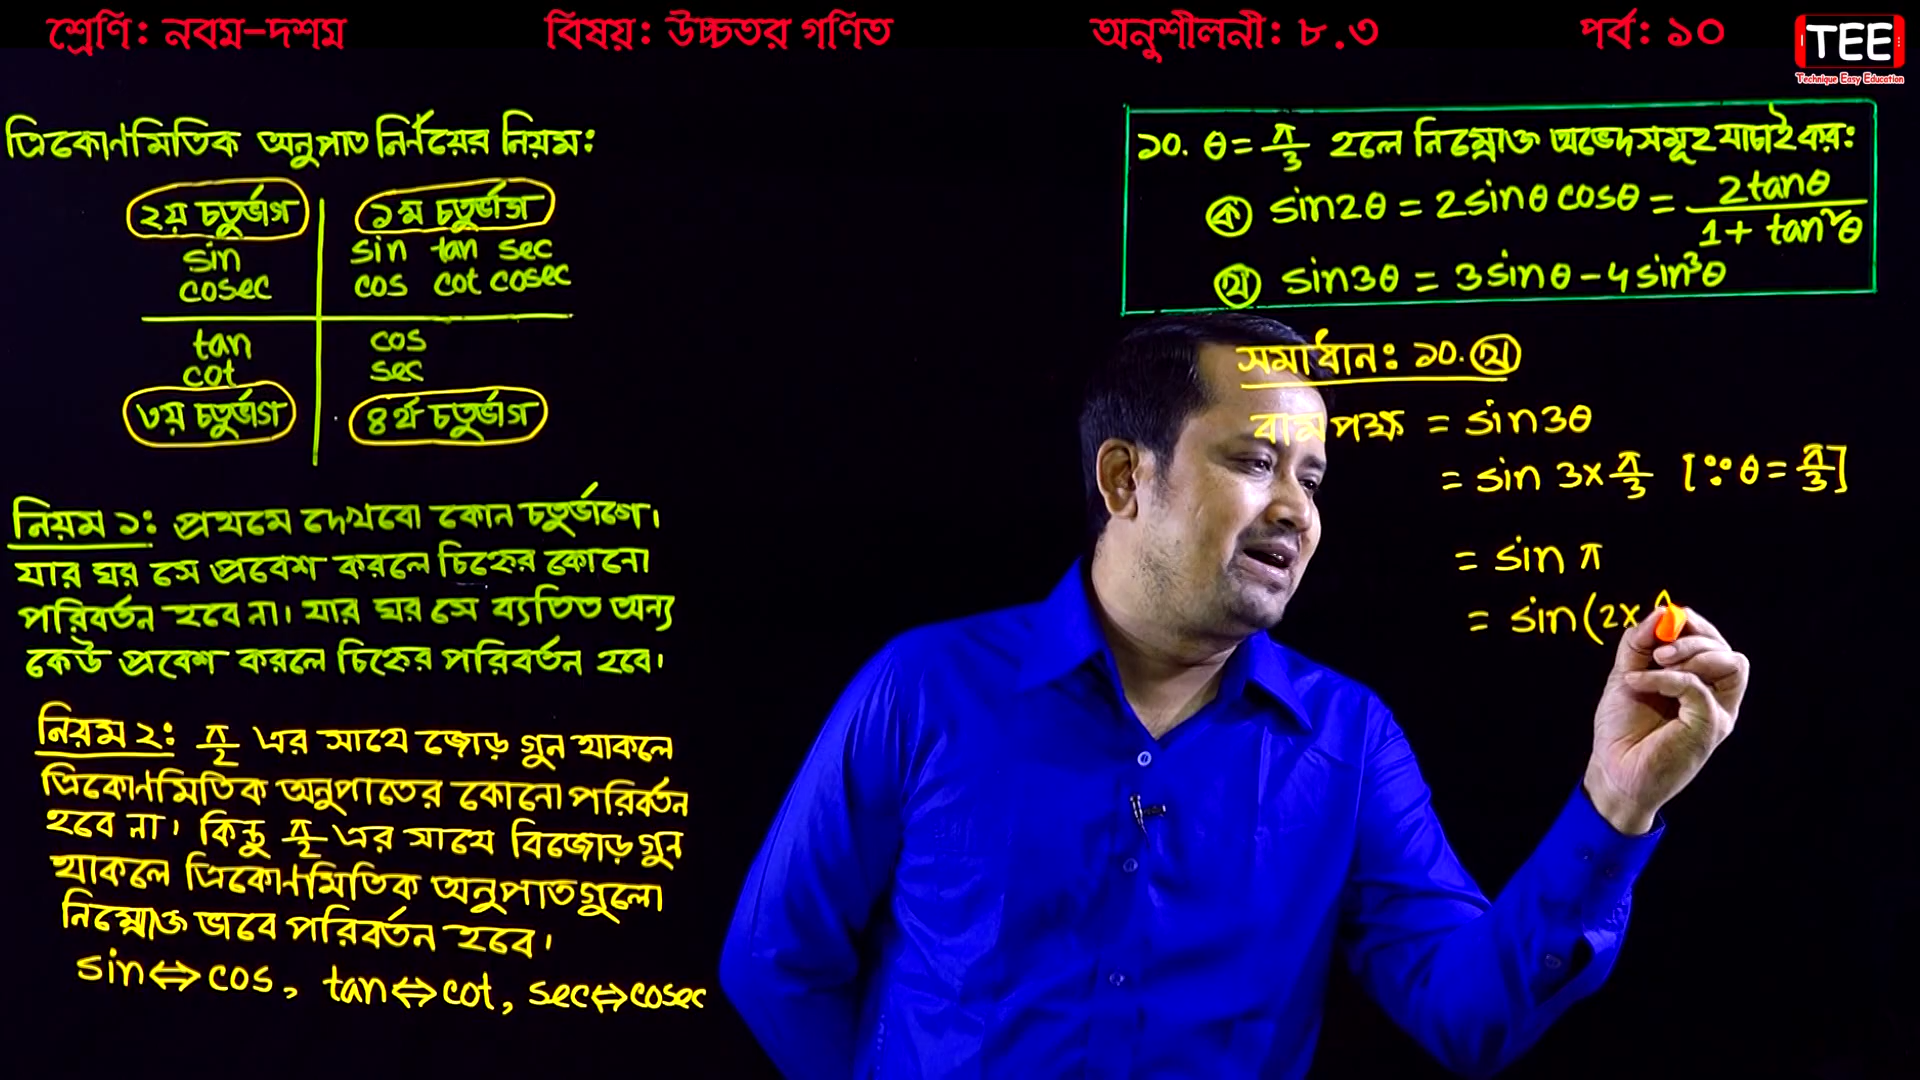 শ্রেণি: নবম-দশম
বিষয়: উচ্চতর গণিত
অনুশীলনী: ৮.৩
পর্ব: ১০
TEE
Technique Easy Education
ত্রিকোণমিতিক অনুপাত নির্ণয়ের নিয়ম:
২য় চতুর্ভাগ
১ম চতুর্ভাগ
sin
sin tan sec
cosec
cos cot cosec
tan
cos
cot
sec
৩য় চতুর্ভাগ
৪র্থ চতুর্ভাগ
নিয়ম ১: প্রথমে দেখবো কোন চতুর্ভাগে।
যার ঘর সে প্রবেশ করলে চিহ্নের কোনো
পরিবর্তন হবে না। যার ঘর সে ব্যতিত অন্য
কেউ প্রবেশ করলে চিহ্নের পরিবর্তন হবে।
নিয়ম ২: π/2 এর সাথে জোড় গুন থাকলে
ত্রিকোণমিতিক অনুপাতের কোনো পরিবর্তন
হবে না। কিন্তু π/2 এর সাথে বিজোড় গুন
থাকলে ত্রিকোণমিতিক অনুপাতগুলো
নিম্মোক্ত ভাবে পরিবর্তন হবে।
sin⇔cos, tan⇔cot, sec⇔cosec
১০. θ = π/3 হলে নিম্মোক্ত অভেদসমূহ যাচাই কর:
ক sin2θ = 2sinθ cosθ = 2tanθ/(1+ tan²θ)
খ sin3θ = 3sinθ - 4sin³θ
সমাধান: ১০. খ
বামপক্ষ = sin3θ
= sin 3× π/3 [∵ θ = π/3]
= sin π
= sin (2×